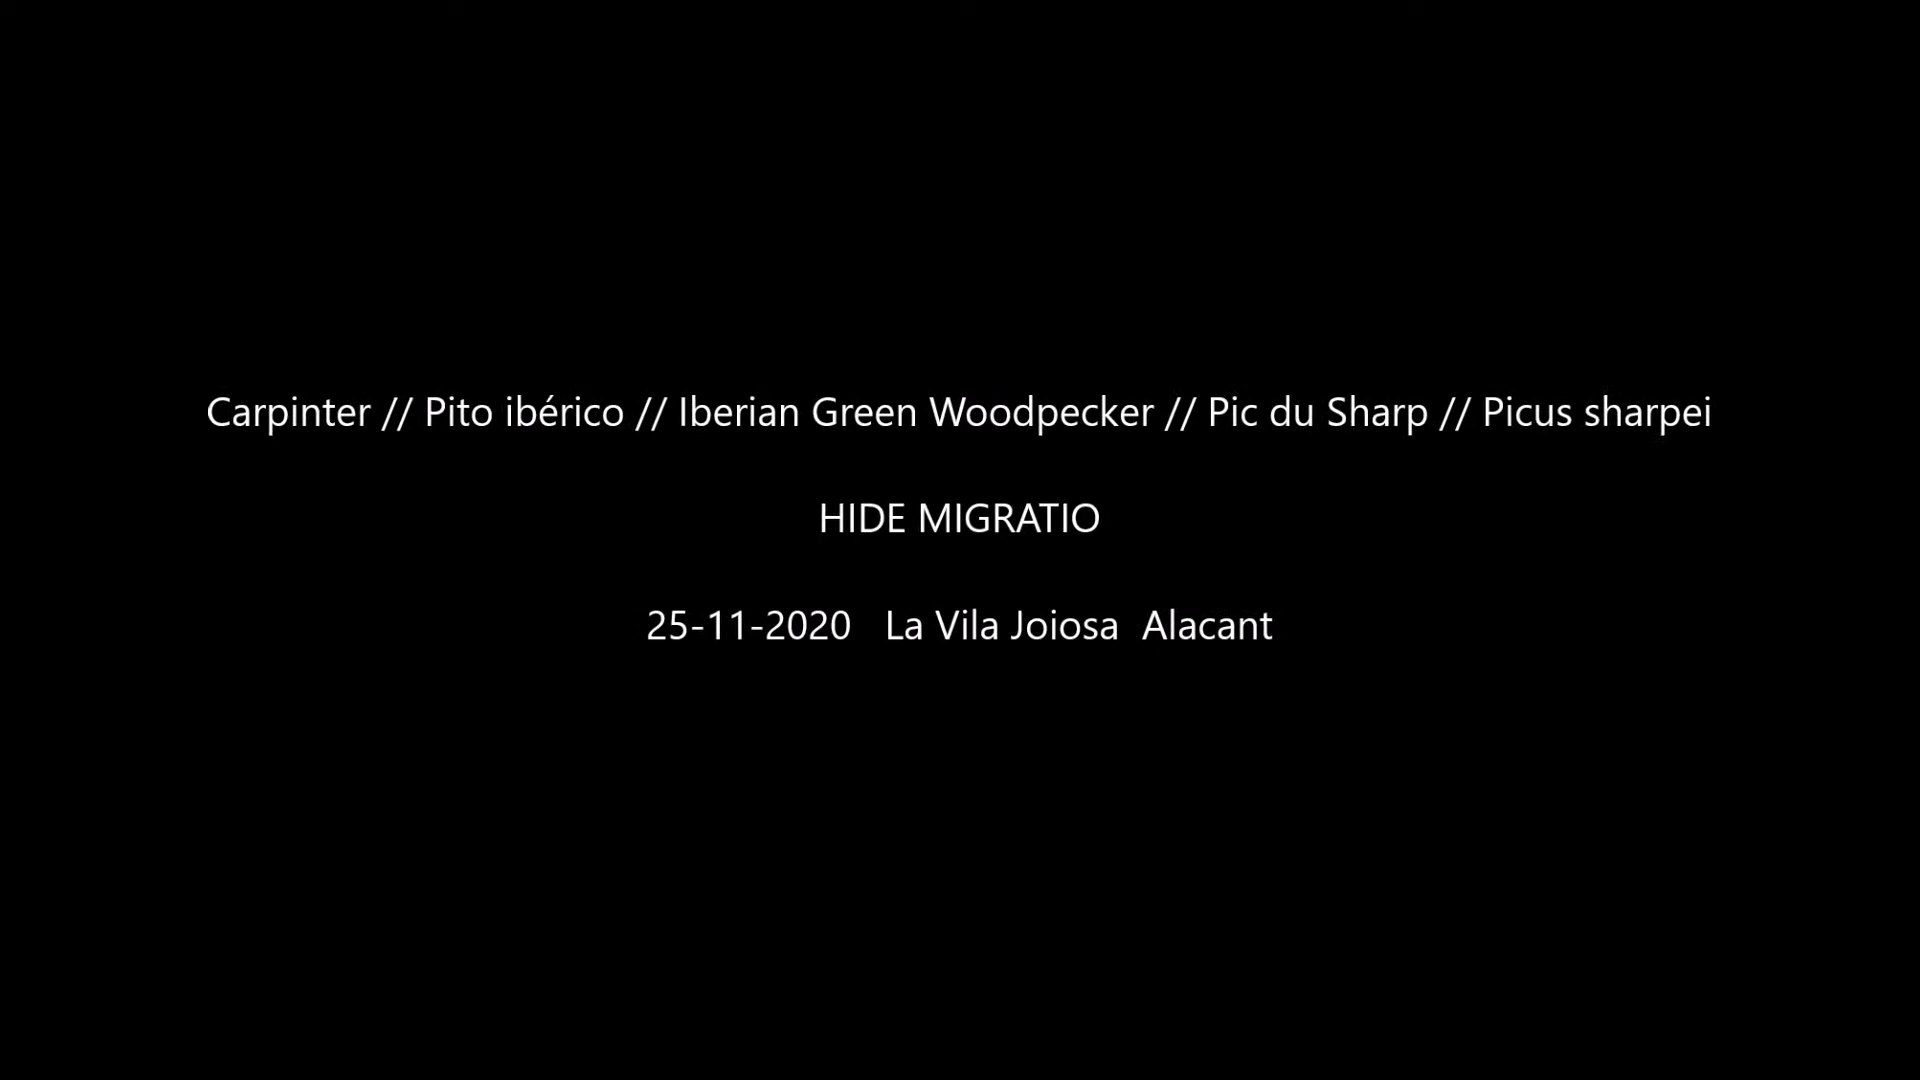 Carpinter // Pito ibérico // Iberian Green Woodpecker // Pic du Sharp // Picus sharpei
HIDE MIGRATIO
25-11-2020   La Vila Joiosa  Alacant